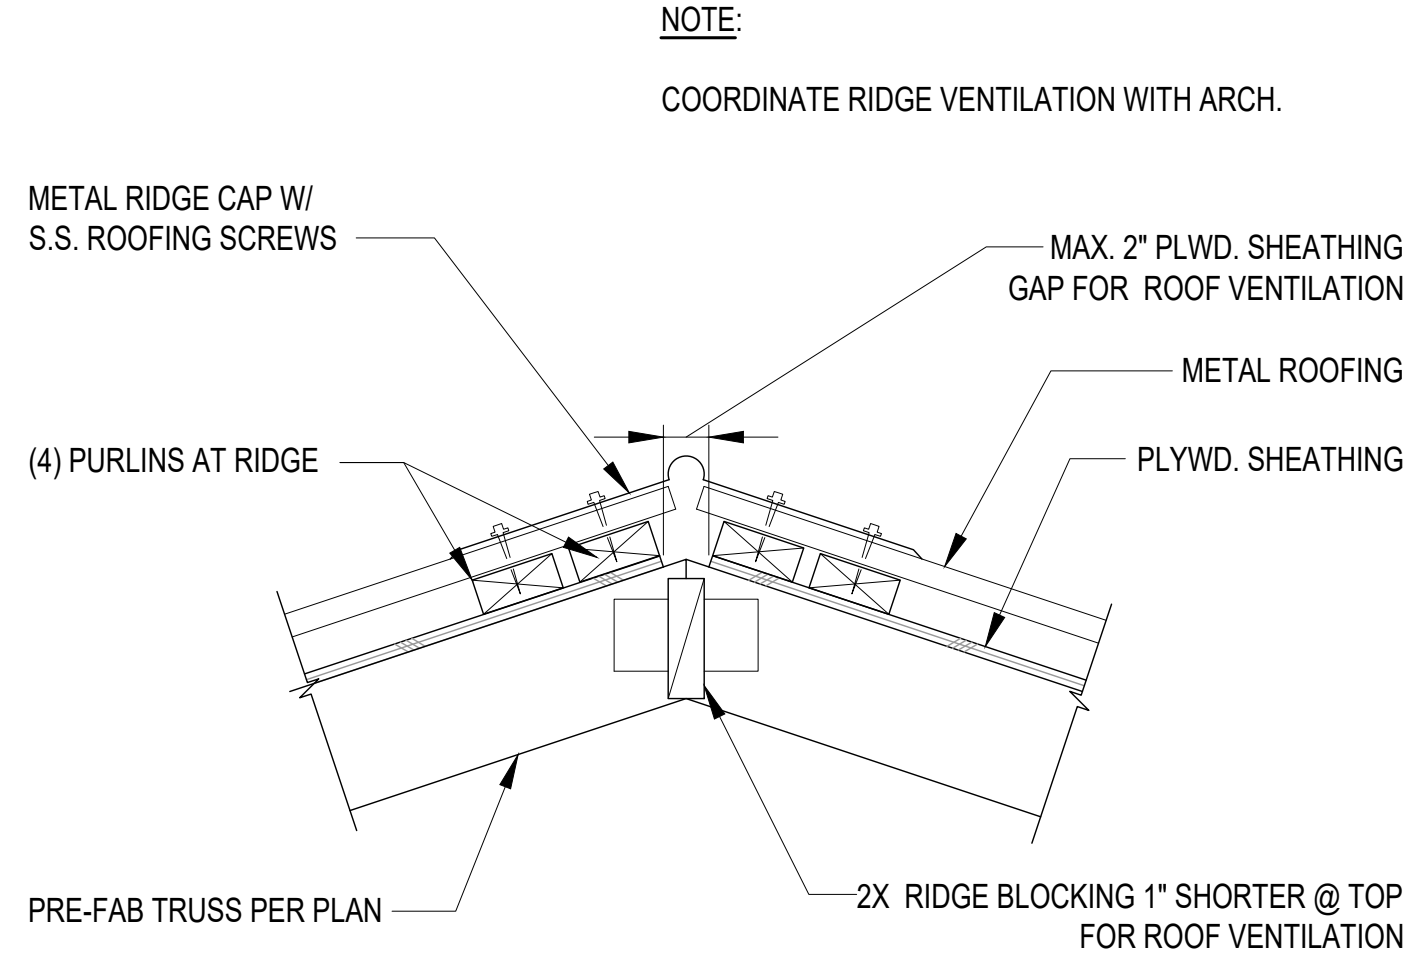 NOTE:
COORDINATE RIDGE VENTILATION WITH ARCH.
METAL RIDGE CAP W/
S.S. ROOFING SCREWS
MAX. 2" PLWD. SHEATHING
GAP FOR ROOF VENTILATION
METAL ROOFING
(4) PURLINS AT RIDGE
PLYWD. SHEATHING
PRE-FAB TRUSS PER PLAN
2X RIDGE BLOCKING 1" SHORTER @ TOP
FOR ROOF VENTILATION